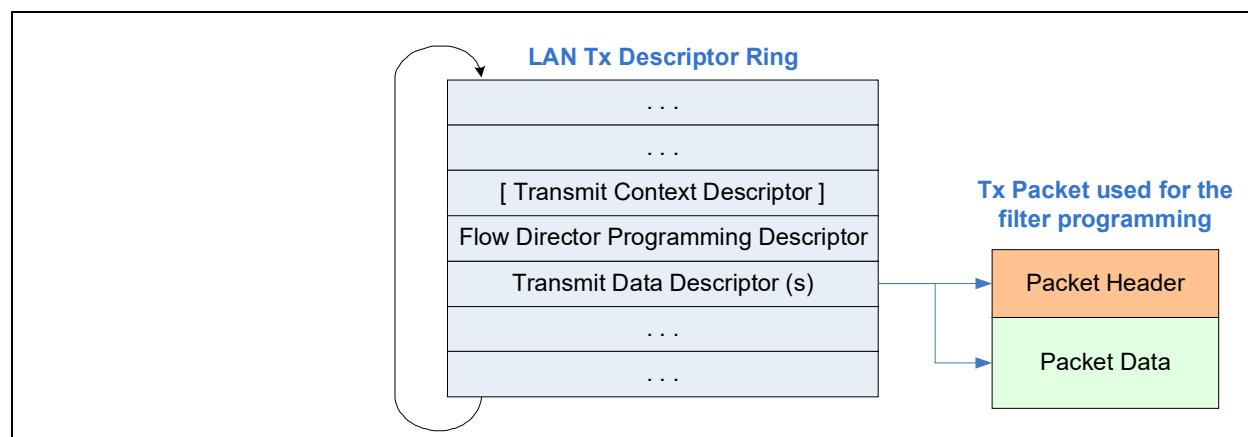 LAN Tx Descriptor Ring
. . .
. . .
[ Transmit Context Descriptor ]
Flow Director Programming Descriptor
Transmit Data Descriptor (s)
. . .
. . .
Tx Packet used for the
filter programming
Packet Header
Packet Data